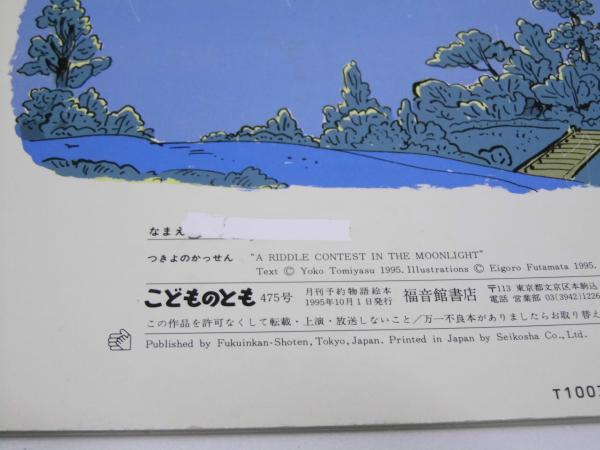 なまえ
つきよのかっせん "A RIDDLE CONTEST IN THE MOONLIGHT"
Text © Yoko Tomiyasu 1995. Illustrations © Eigoro Futamata 1995.
こどものとも 475号 月刊予約物語絵本 福音館書店 〒113 東京都文京区本駒込
1995年10月1日発行 電話 営業部 03(3942)1226
この作品を許可なくして転載・上演・放送しないこと/万一不良本がありましたらお取り替え
Published by Fukuinkan-Shoten, Tokyo, Japan. Printed in Japan by Seikosha Co., Ltd.
T1003